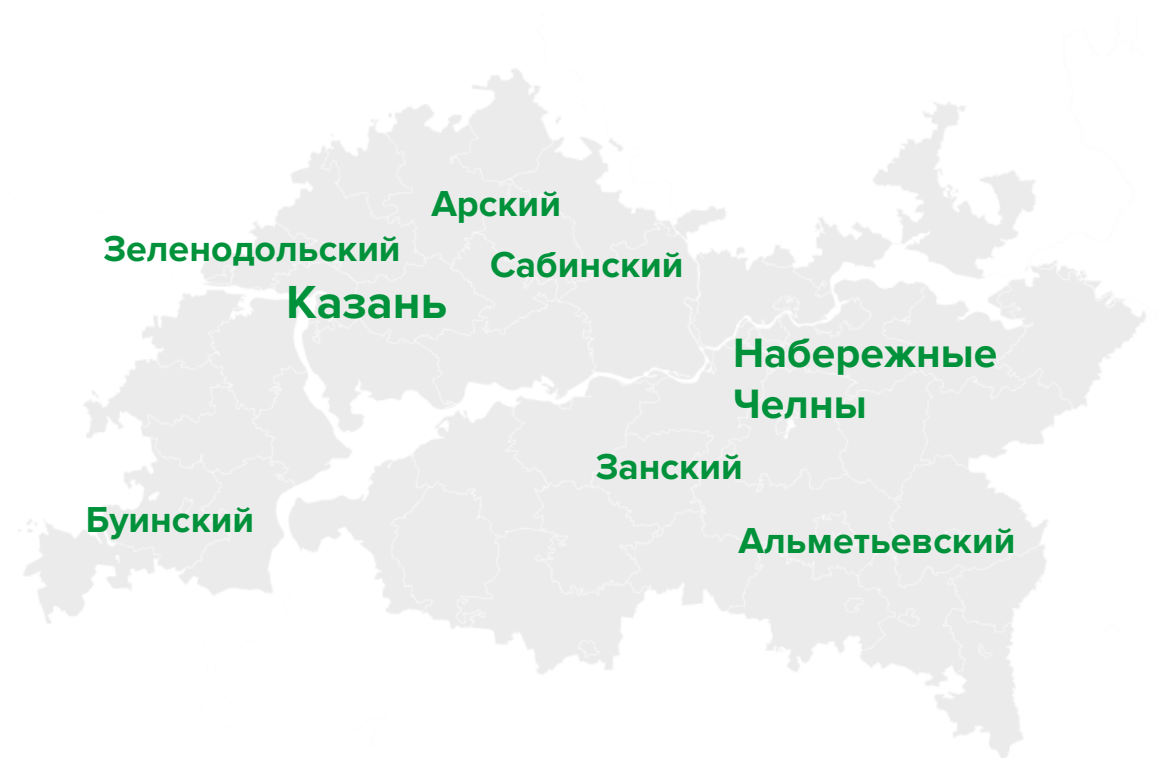 Арский
Зеленодольский
Сабинский
Казань
Набережные
Челны
Занский
Буинский
Альметьевский